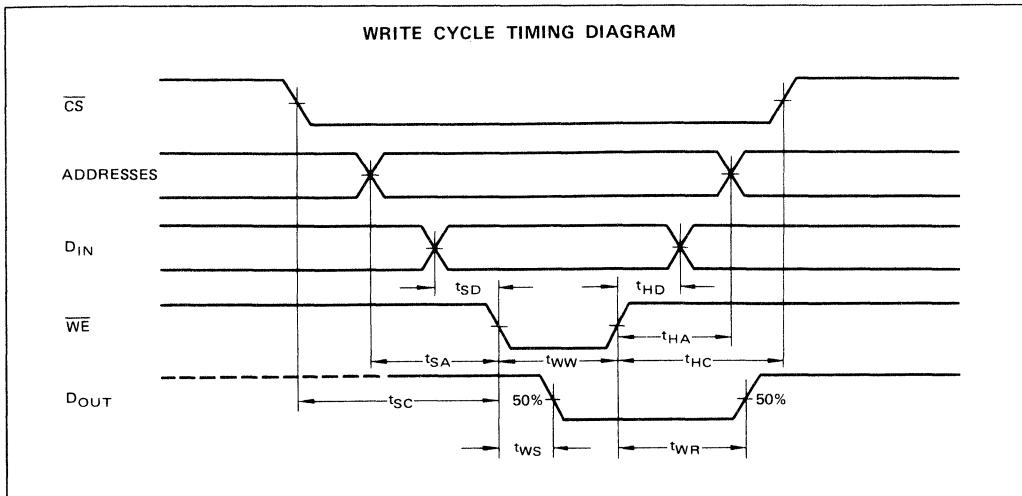 WRITE CYCLE TIMING DIAGRAM
CS
ADDRESSES
DIN
tSD
tHD
WE
tHA
tSA
tWW
tHC
DOUT
tSC
50%
50%
tWS
tWR